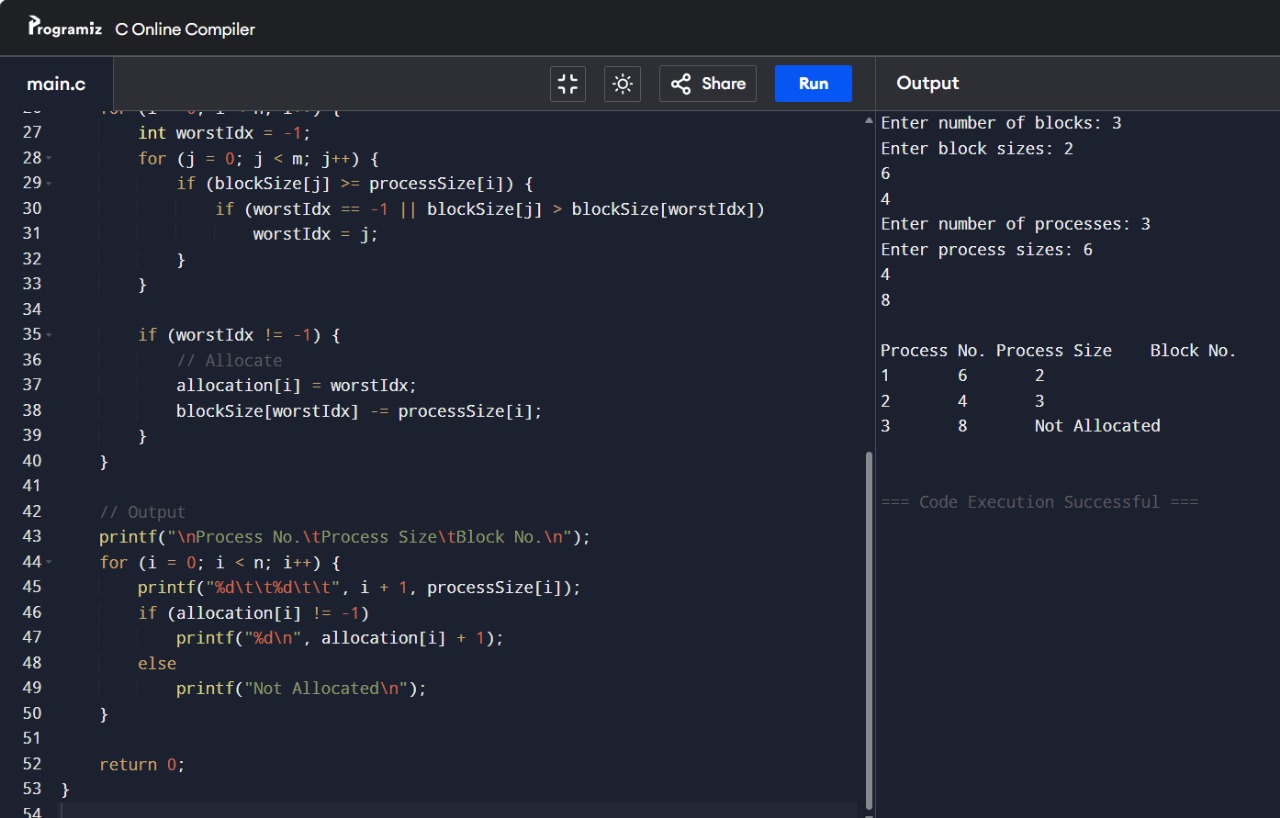 Programiz C Online Compiler
main.c
Share
Run
Output
27 int worstIdx = -1;
28 for (j = 0; j < m; j++) {
29 if (blockSize[j] >= processSize[i]) {
30 if (worstIdx == -1 || blockSize[j] > blockSize[worstIdx])
31 worstIdx = j;
32 }
33 }
34
35 if (worstIdx != -1) {
36 // Allocate
37 allocation[i] = worstIdx;
38 blockSize[worstIdx] -= processSize[i];
39 }
40 }
41
42 // Output
43 printf("\nProcess No.\tProcess Size\tBlock No.\n");
44 for (i = 0; i < n; i++) {
45 printf("%d\t\t%d\t\t", i + 1, processSize[i]);
46 if (allocation[i] != -1)
47 printf("%d\n", allocation[i] + 1);
48 else
49 printf("Not Allocated\n");
50 }
51
52 return 0;
53 }
54
Enter number of blocks: 3
Enter block sizes: 2
6
4
Enter number of processes: 3
Enter process sizes: 6
4
8
Process No. Process Size Block No.
1 6 2
2 4 3
3 8 Not Allocated
=== Code Execution Successful ===